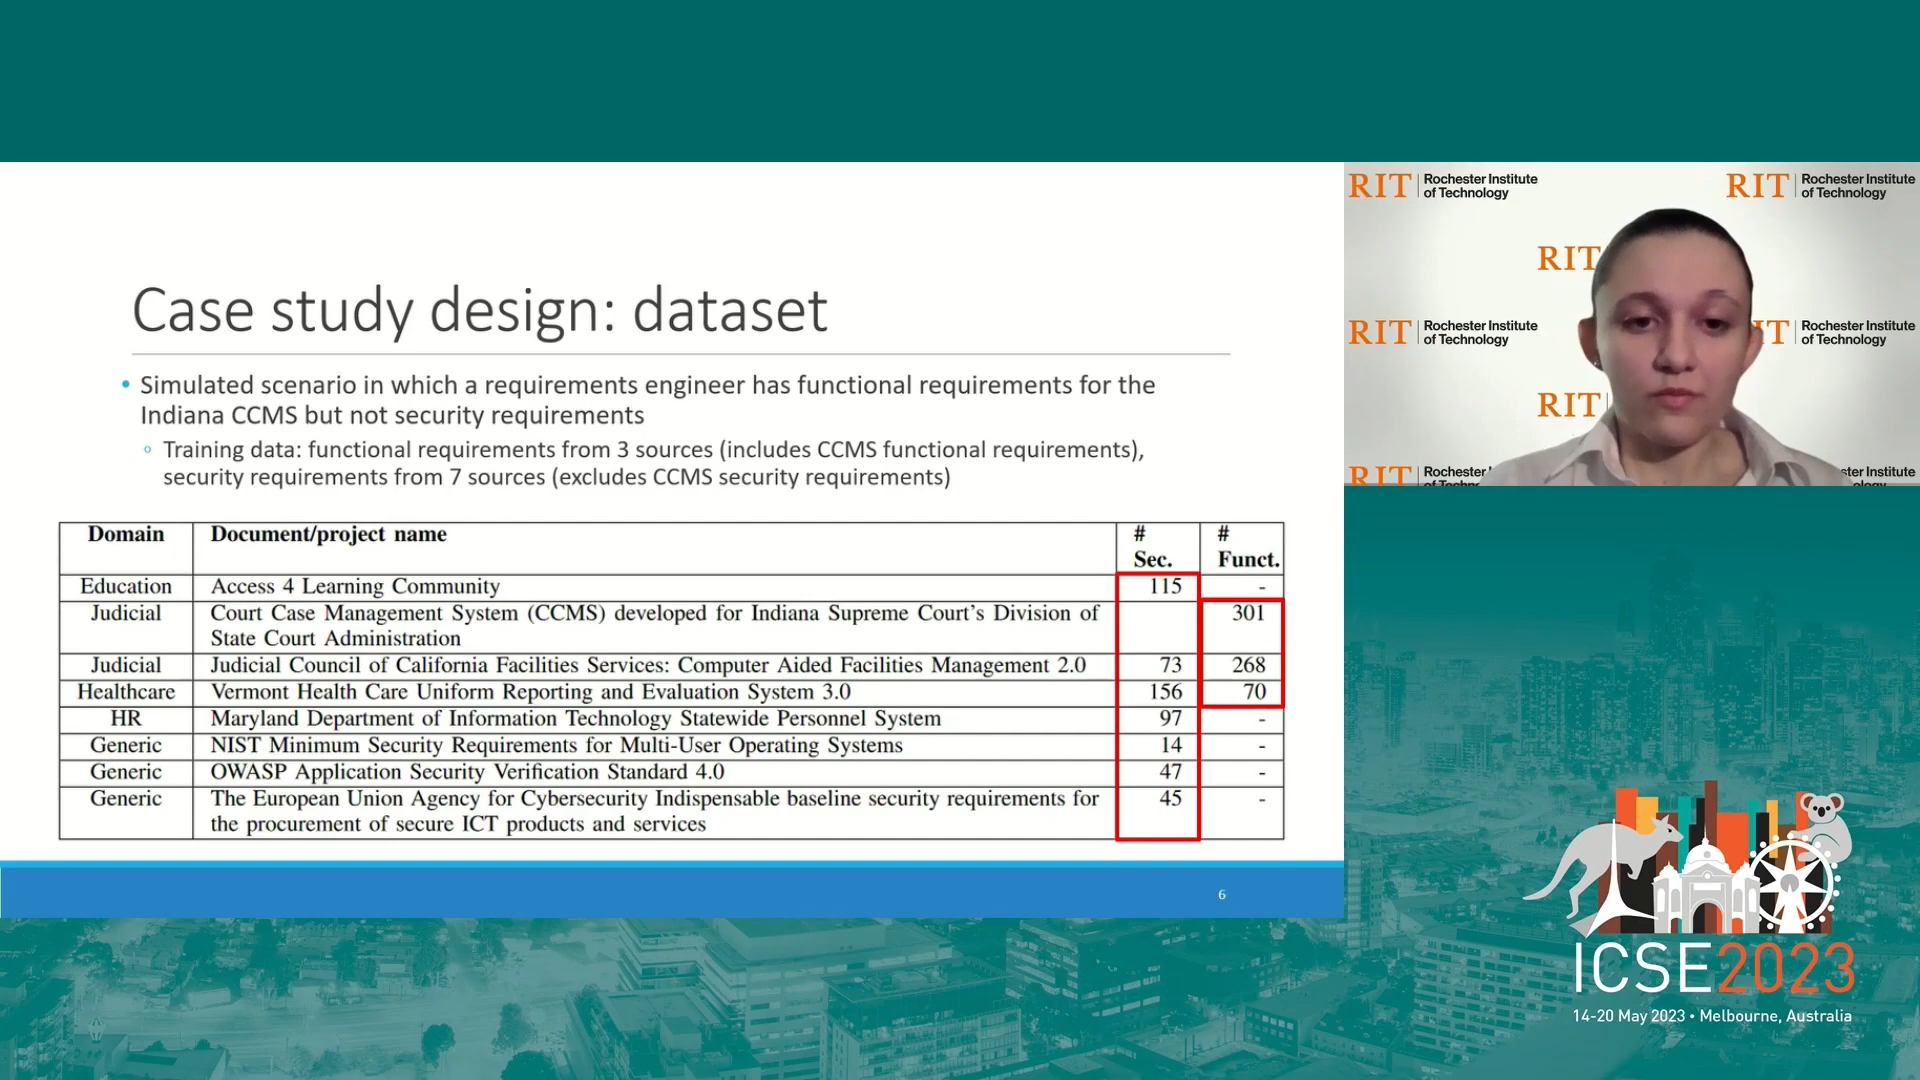 Case study design: dataset
• Simulated scenario in which a requirements engineer has functional requirements for the
Indiana CCMS but not security requirements
◦ Training data: functional requirements from 3 sources (includes CCMS functional requirements),
security requirements from 7 sources (excludes CCMS security requirements)
Domain Document/project name # Sec. # Funct.
Education Access 4 Learning Community 115 -
Judicial Court Case Management System (CCMS) developed for Indiana Supreme Court's Division of 301
State Court Administration
Judicial Judicial Council of California Facilities Services: Computer Aided Facilities Management 2.0 73 268
Healthcare Vermont Health Care Uniform Reporting and Evaluation System 3.0 156 70
HR Maryland Department of Information Technology Statewide Personnel System 97 -
Generic NIST Minimum Security Requirements for Multi-User Operating Systems 14 -
Generic OWASP Application Security Verification Standard 4.0 47 -
Generic The European Union Agency for Cybersecurity Indispensable baseline security requirements for 45 -
the procurement of secure ICT products and services
6
RIT Rochester Institute
of Technology
RIT Rochester Institute
of Technology
RIT
RIT Rochester Institute
of Technology
IT Rochester Institute
of Technology
RIT
RIT Rochester
ster Institute
ICSE2023
14-20 May 2023 • Melbourne, Australia